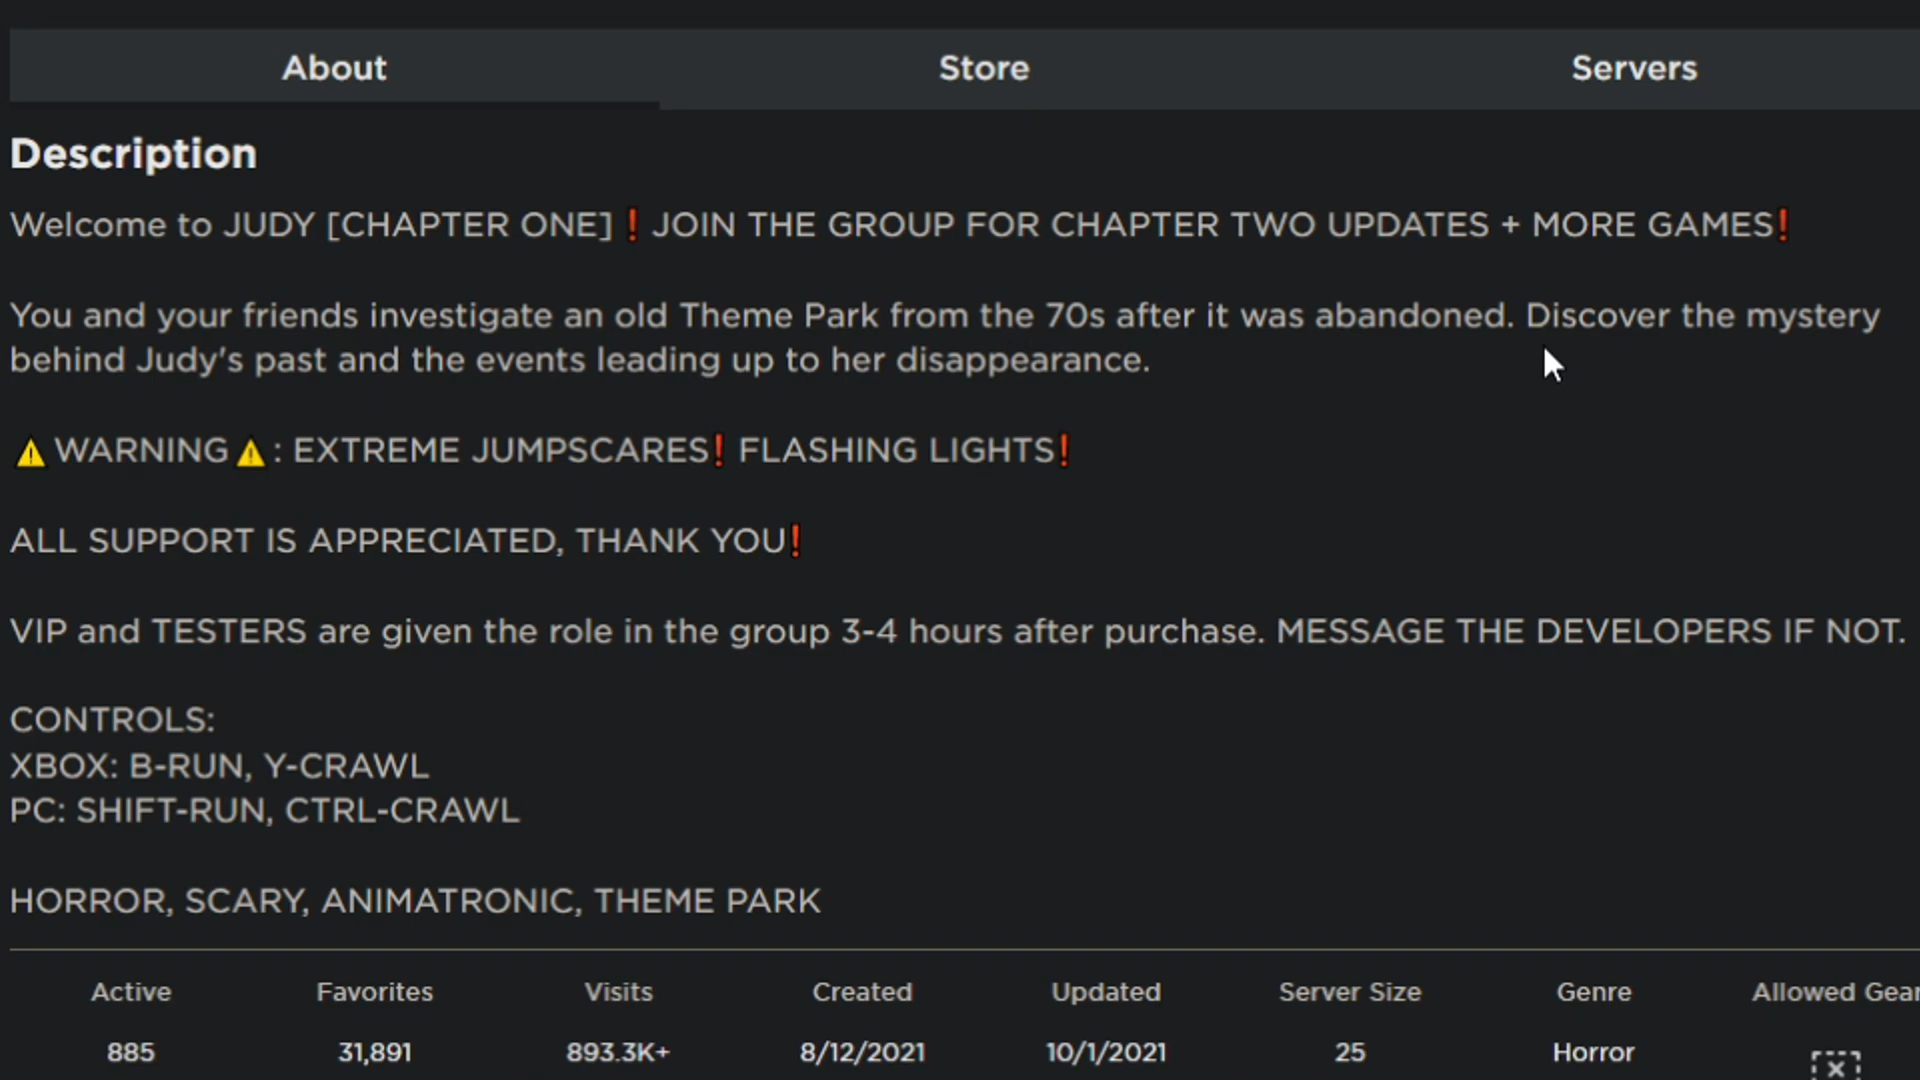 About Store Servers
Description
Welcome to JUDY [CHAPTER ONE]❗JOIN THE GROUP FOR CHAPTER TWO UPDATES + MORE GAMES❗
You and your friends investigate an old Theme Park from the 70s after it was abandoned. Discover the mystery
behind Judy's past and the events leading up to her disappearance.
⚠WARNING⚠: EXTREME JUMPSCARES❗ FLASHING LIGHTS❗
ALL SUPPORT IS APPRECIATED, THANK YOU❗
VIP and TESTERS are given the role in the group 3-4 hours after purchase. MESSAGE THE DEVELOPERS IF NOT.
CONTROLS:
XBOX: B-RUN, Y-CRAWL
PC: SHIFT-RUN, CTRL-CRAWL
HORROR, SCARY, ANIMATRONIC, THEME PARK
Active Favorites Visits Created Updated Server Size Genre Allowed Gear
885 31,891 893.3K+ 8/12/2021 10/1/2021 25 Horror